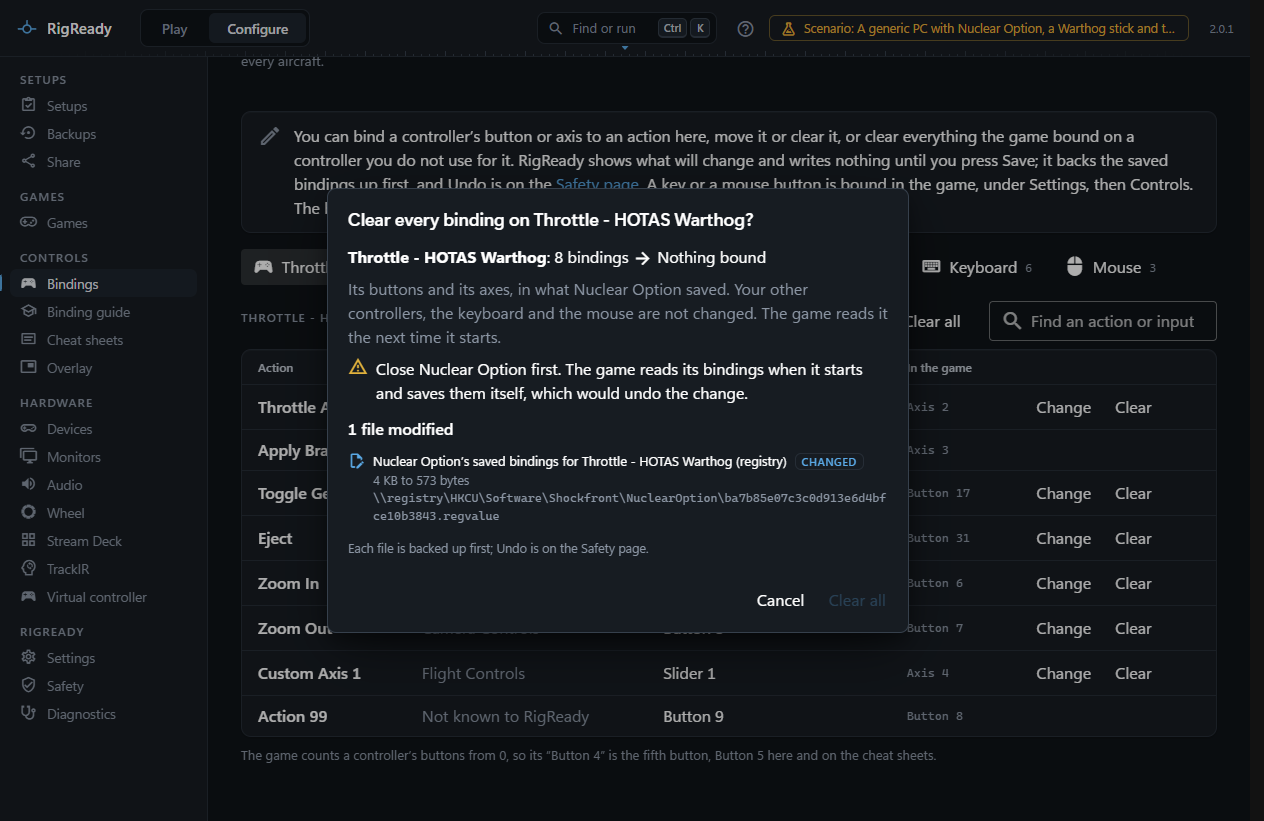 RigReady
Play
Configure
Find or run
Ctrl
K
Scenario: A generic PC with Nuclear Option, a Warthog stick and t...
2.0.1
SETUPS
Setups
Backups
Share
GAMES
Games
CONTROLS
Bindings
Binding guide
Cheat sheets
Overlay
HARDWARE
Devices
Monitors
Audio
Wheel
Stream Deck
TrackIR
Virtual controller
RIGREADY
Settings
Safety
Diagnostics
every aircraft.
You can bind a controller's button or axis to an action here, move it or clear it, or clear everything the game bound on a
controller you do not use for it. RigReady shows what will change and writes nothing until you press Save; it backs the saved
bindings up first, and Undo is on the Safety page. A key or a mouse button is bound in the game, under Settings, then Controls.
The
Keyboard 6
Mouse 3
THROTTLE - H
Clear all
Find an action or input
Action
In the game
Throttle A
Axis 2
Change
Clear
Apply Bra
Axis 3
Toggle Ge
Button 17
Change
Clear
Eject
Button 31
Change
Clear
Zoom In
Button 6
Change
Clear
Zoom Out
Button 7
Change
Clear
Custom Axis 1
Flight Controls
Slider 1
Axis 4
Change
Clear
Action 99
Not known to RigReady
Button 9
Button 8
The game counts a controller's buttons from 0, so its "Button 4" is the fifth button, Button 5 here and on the cheat sheets.
Clear every binding on Throttle - HOTAS Warthog?
Throttle - HOTAS Warthog: 8 bindings → Nothing bound
Its buttons and its axes, in what Nuclear Option saved. Your other
controllers, the keyboard and the mouse are not changed. The game reads it
the next time it starts.
Close Nuclear Option first. The game reads its bindings when it starts
and saves them itself, which would undo the change.
1 file modified
Nuclear Option's saved bindings for Throttle - HOTAS Warthog (registry)
CHANGED
4 KB to 573 bytes
\\registry\HKCU\Software\Shockfront\NuclearOption\ba7b85e07c3c0d913e6d4bf
ce10b3843.regvalue
Each file is backed up first; Undo is on the Safety page.
Cancel
Clear all